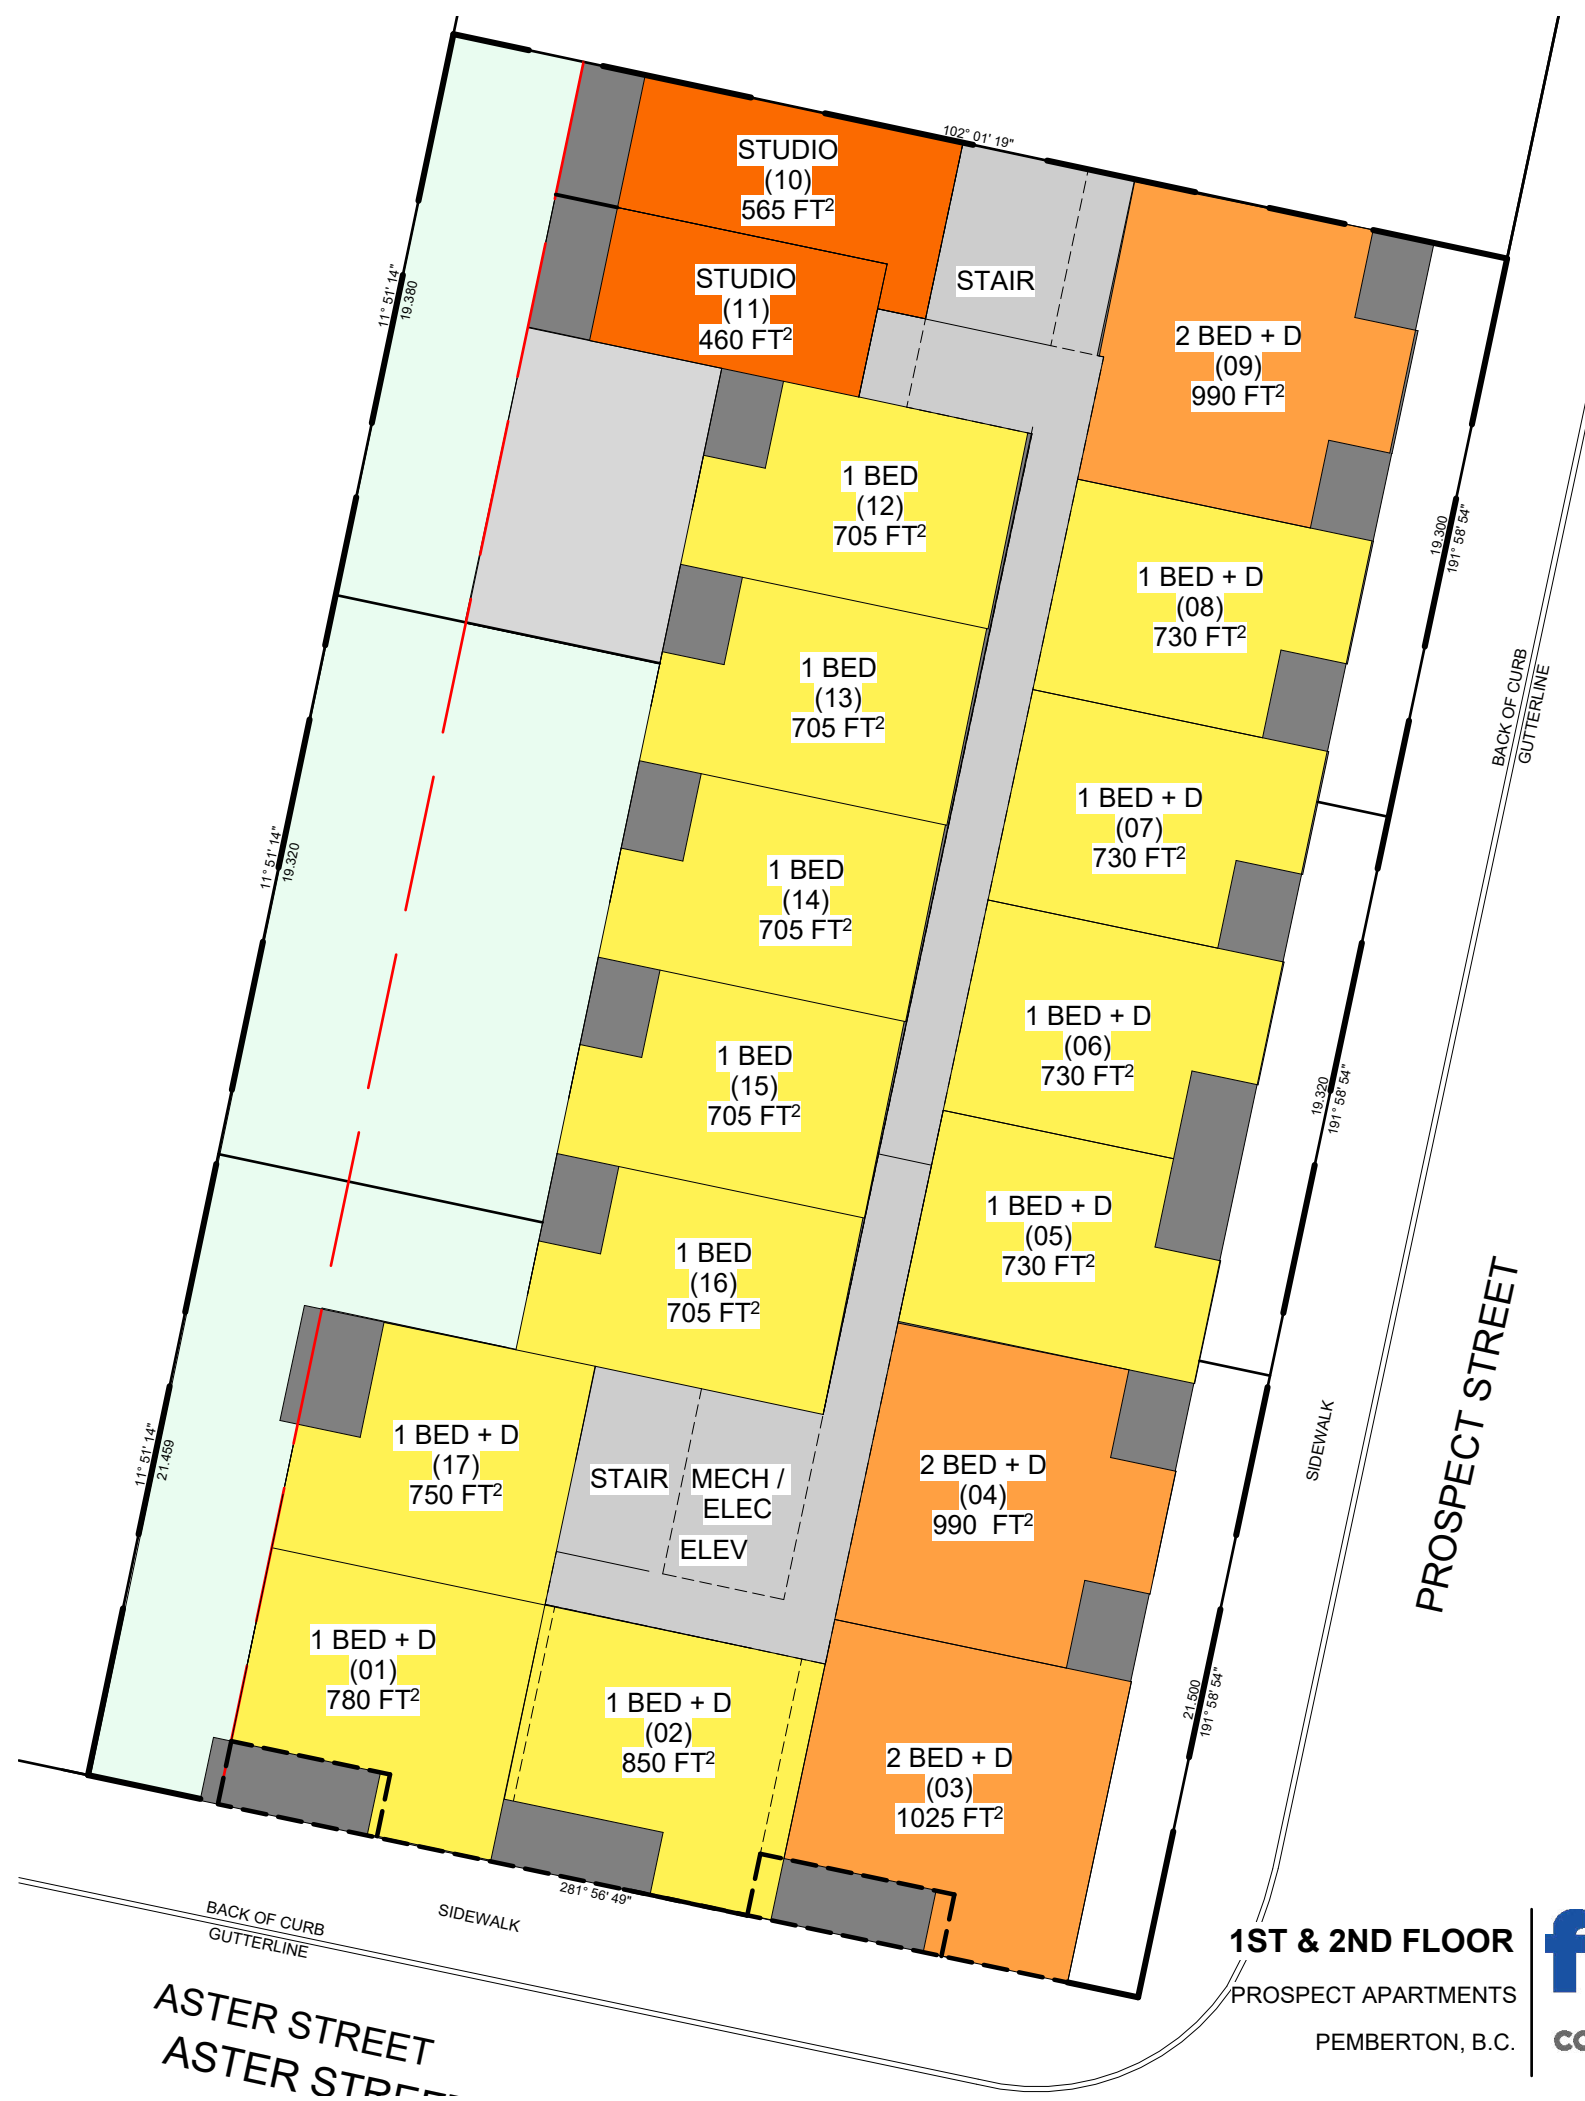 102° 01' 19"
STUDIO
(10)
565 FT²
STAIR
STUDIO
(11)
460 FT²
11° 51' 14"
19.380
2 BED + D
(09)
990 FT²
1 BED
(12)
705 FT²
19.300
191° 58' 54"
1 BED + D
(08)
730 FT²
1 BED
(13)
705 FT²
BACK OF CURB
GUTTERLINE
1 BED + D
(07)
730 FT²
11° 51' 14"
19.320
1 BED
(14)
705 FT²
1 BED + D
(06)
730 FT²
1 BED
(15)
705 FT²
19.320
191° 58' 54"
1 BED + D
(05)
730 FT²
1 BED
(16)
705 FT²
PROSPECT STREET
SIDEWALK
1 BED + D
(17)
750 FT²
11° 51' 14"
21.459
STAIR
MECH /
ELEC
ELEV
2 BED + D
(04)
990 FT²
1 BED + D
(01)
780 FT²
1 BED + D
(02)
850 FT²
21.500
191° 58' 54"
2 BED + D
(03)
1025 FT²
281° 56' 49"
SIDEWALK
BACK OF CURB
GUTTERLINE
ASTER STREET
ASTER STREET
1ST & 2ND FLOOR
PROSPECT APARTMENTS
PEMBERTON, B.C.